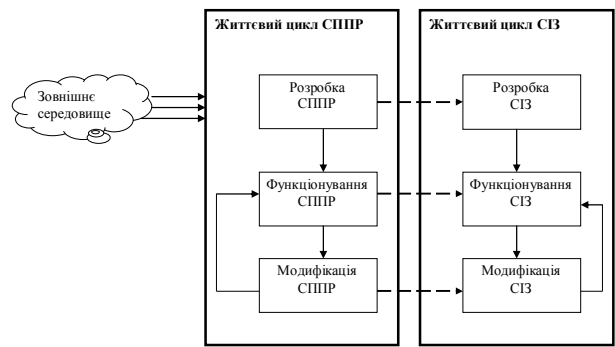 Життєвий цикл СППР
Життєвий цикл СІЗ
Зовнішнє
середовище
Розробка
СППР
Розробка
СІЗ
Функціонування
СППР
Функціонування
СІЗ
Модифікація
СППР
Модифікація
СІЗ